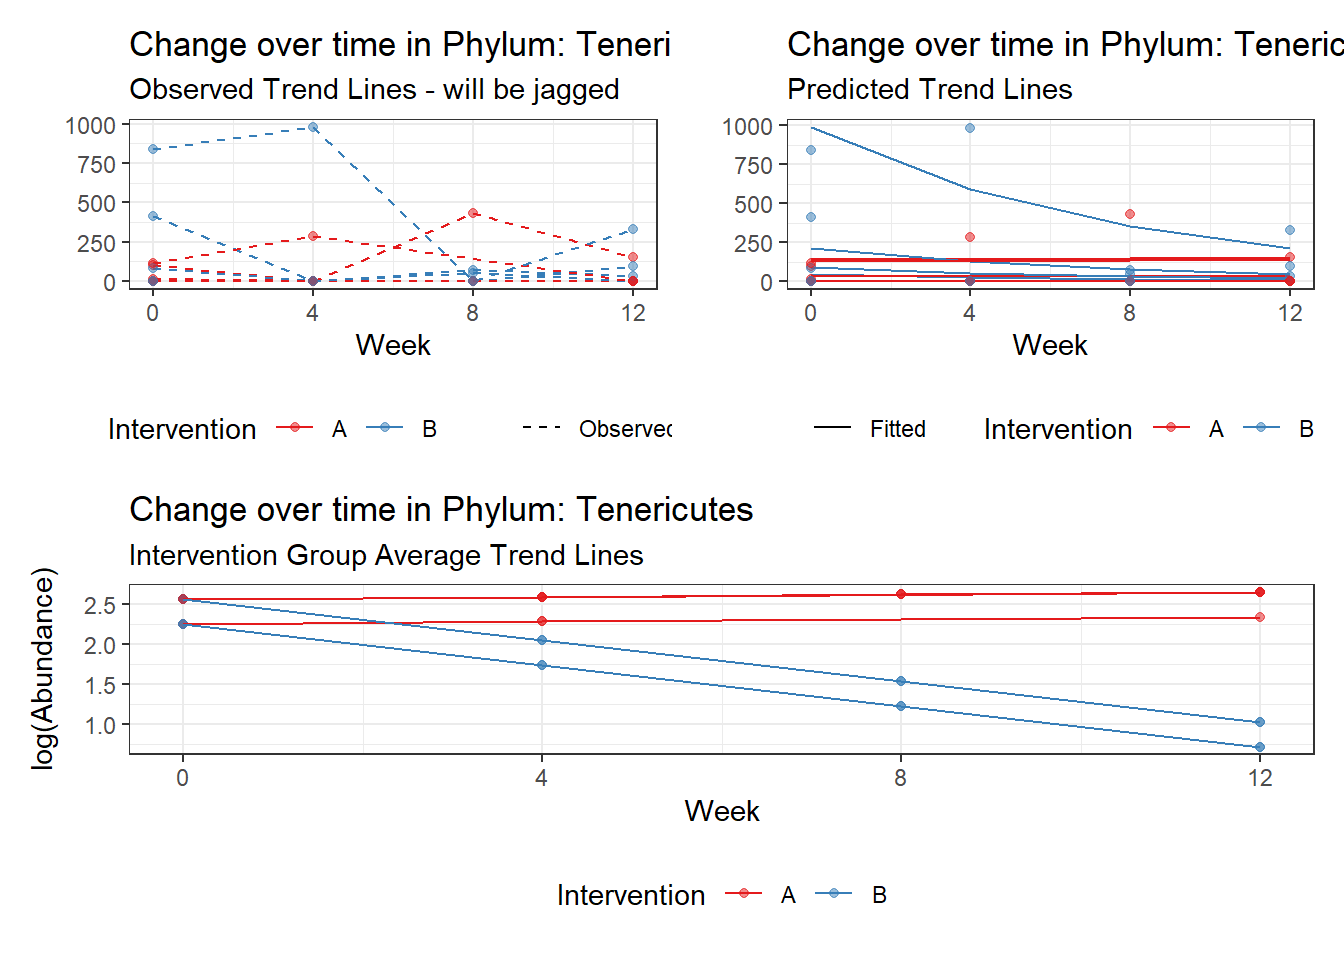 Change over time in Phylum: Teneri
Observed Trend Lines - will be jagged
1000
750
500
250
0
0 4 8 12
Week
Intervention A B Observed
Change over time in Phylum: Teneric
Predicted Trend Lines
1000
750
500
250
0
0 4 8 12
Week
Fitted Intervention A B
Change over time in Phylum: Tenericutes
Intervention Group Average Trend Lines
log(Abundance)
2.5
2.0
1.5
1.0
0 4 8 12
Week
Intervention A B